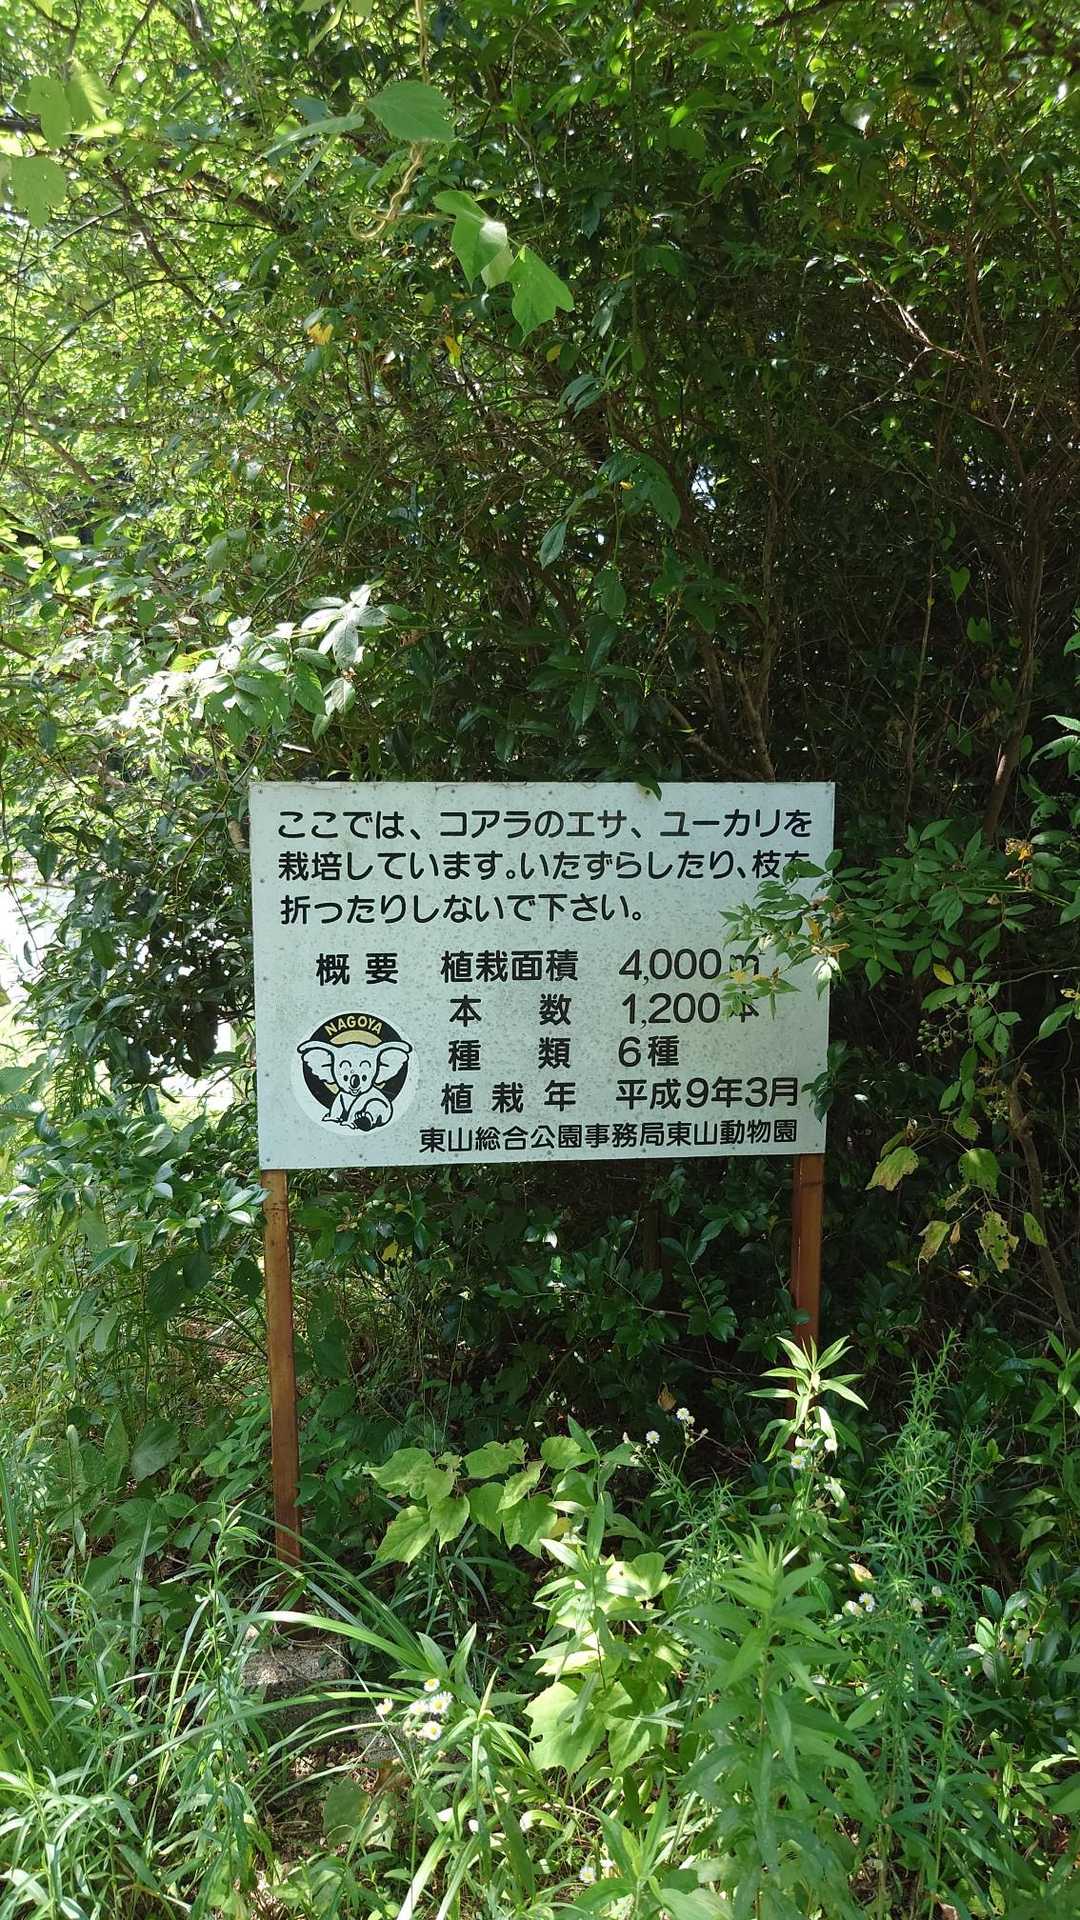 ここでは、コアラのエサ、ユーカリを
栽培しています。いたずらしたり、枝を
折ったりしないで下さい。
概要 植栽面積 4,000m
本数 1,200本
種類 6種
植栽年 平成9年3月
NAGOYA
東山総合公園事務局東山動物園